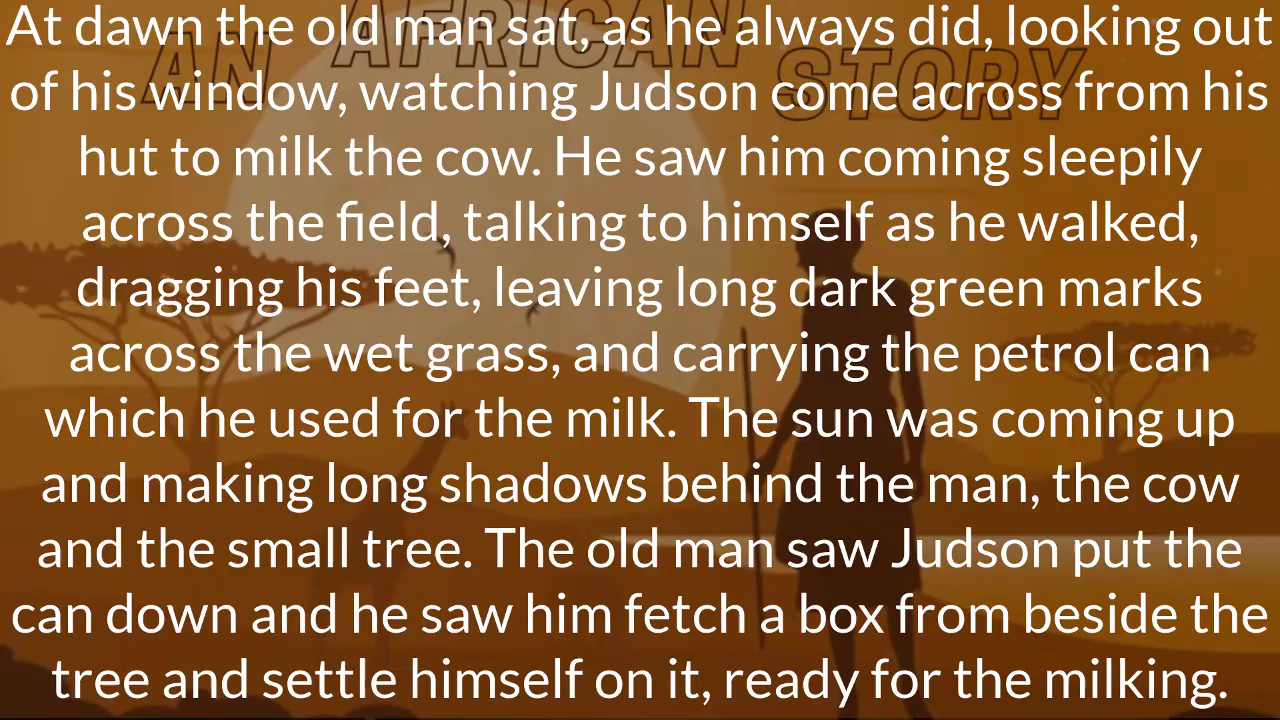 AN AFRICAN STORY
At dawn the old man sat, as he always did, looking out
of his window, watching Judson come across from his
hut to milk the cow. He saw him coming sleepily
across the field, talking to himself as he walked,
dragging his feet, leaving long dark green marks
across the wet grass, and carrying the petrol can
which he used for the milk. The sun was coming up
and making long shadows behind the man, the cow
and the small tree. The old man saw Judson put the
can down and he saw him fetch a box from beside the
tree and settle himself on it, ready for the milking.